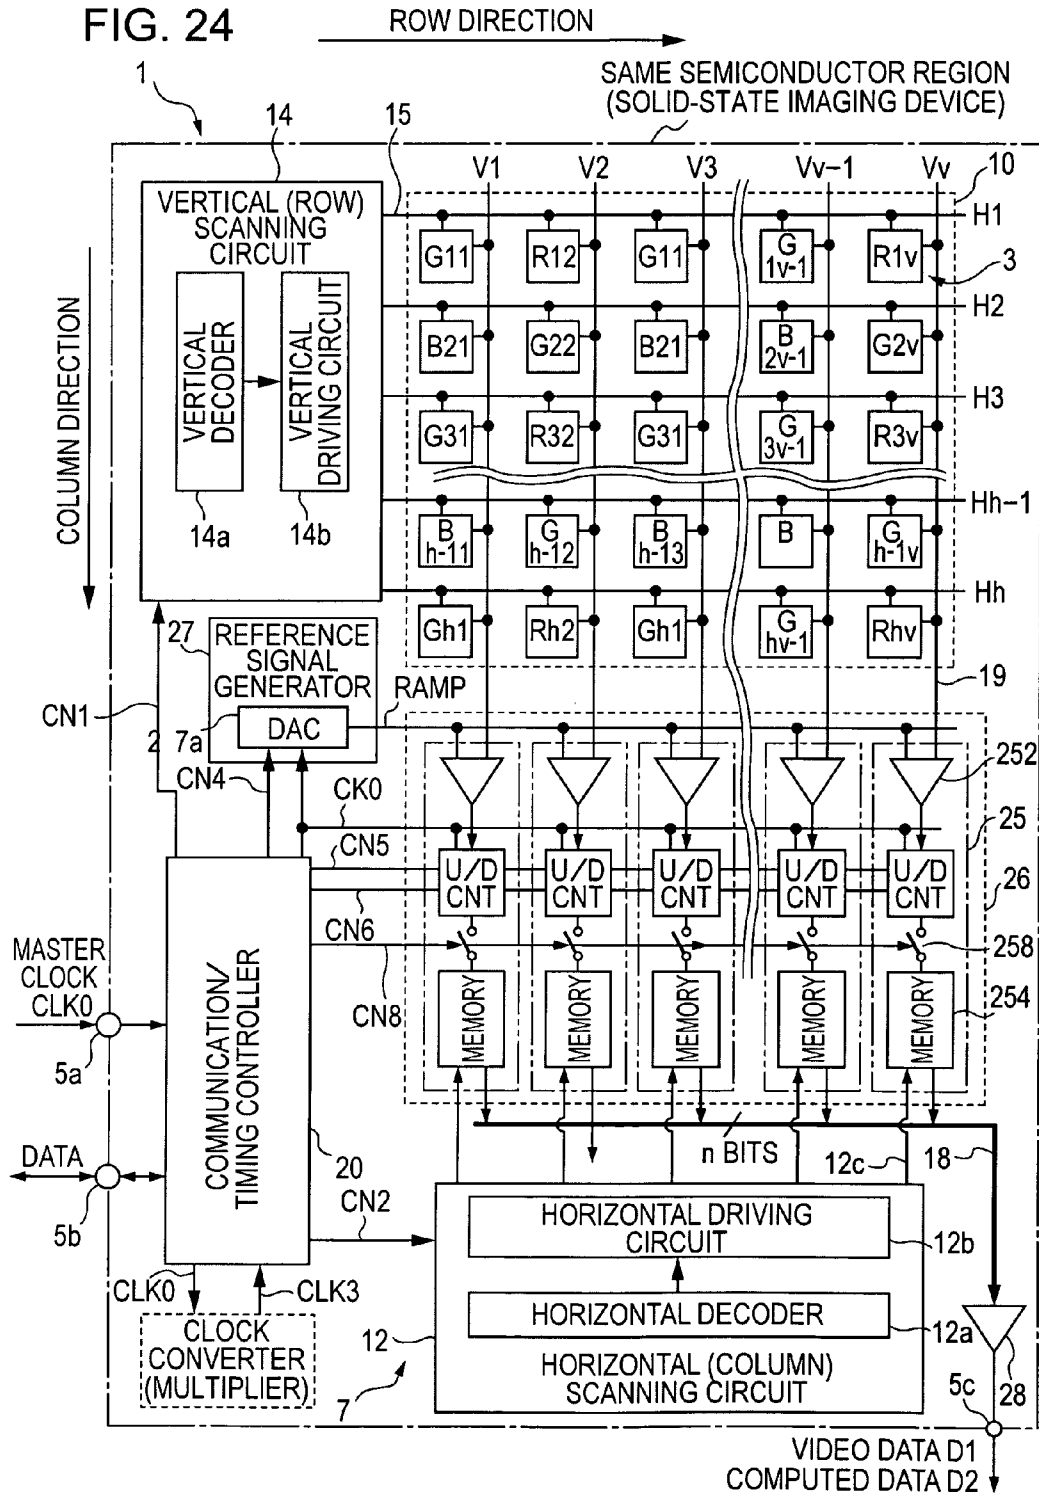 FIG. 24
ROW DIRECTION
SAME SEMICONDUCTOR REGION
(SOLID-STATE IMAGING DEVICE)
1
14
15
V1
V2
V3
Vv-1
Vv
10
VERTICAL (ROW)
SCANNING
CIRCUIT
H1
G11
R12
G11
G
1v-1
R1v
3
COLUMN DIRECTION
VERTICAL
DECODER
VERTICAL
DRIVING CIRCUIT
H2
B21
G22
B21
B
2v-1
G2v
H3
G31
R32
G31
G
3v-1
R3v
14a
14b
Hh-1
B
h-11
G
h-12
B
h-13
B
G
h-1v
Hh
Gh1
Rh2
Gh1
G
hv-1
Rhv
27
REFERENCE
SIGNAL
GENERATOR
RAMP
19
CN1
2 7a
DAC
CN4
252
CK0
25
CN5
U/D
CNT
U/D
CNT
U/D
CNT
U/D
CNT
U/D
CNT
26
CN6
258
MASTER
CLOCK
CLK0
CN8
MEMORY
MEMORY
MEMORY
MEMORY
MEMORY
254
5a
COMMUNICATION/
TIMING CONTROLLER
n BITS
12c
18
DATA
20
5b
CN2
HORIZONTAL DRIVING
CIRCUIT
12b
CLK0
CLK3
HORIZONTAL DECODER
12a
12
CLOCK
CONVERTER
(MULTIPLIER)
HORIZONTAL (COLUMN)
SCANNING CIRCUIT
7
28
5c
VIDEO DATA D1
COMPUTED DATA D2